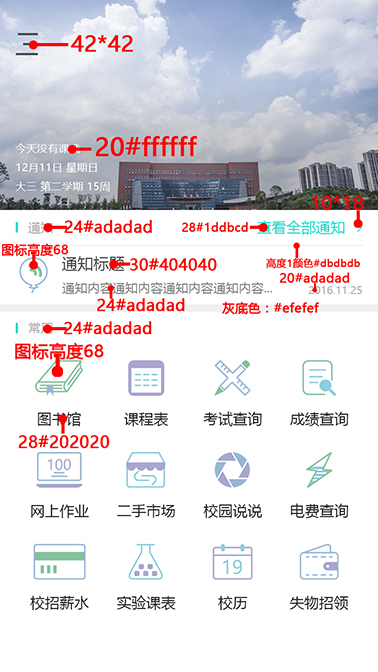 42*42
今天没有课
20#ffffff
12月11日 星期日
大三 第二学期 15周
10*18
通知
24#adadad
28#1ddbcd
查看全部通知
图标高度68
高度1颜色#dbdbdb
通知标题
30#404040
20#adadad
通知内容通知内容通知内容通知内容...
2016.11.25
24#adadad
灰底色：#efefef
常用
24#adadad
图标高度68
图书馆
课程表
考试查询
成绩查询
28#202020
100
网上作业
二手市场
校园说说
电费查询
19
校招薪水
实验课表
校历
失物招领